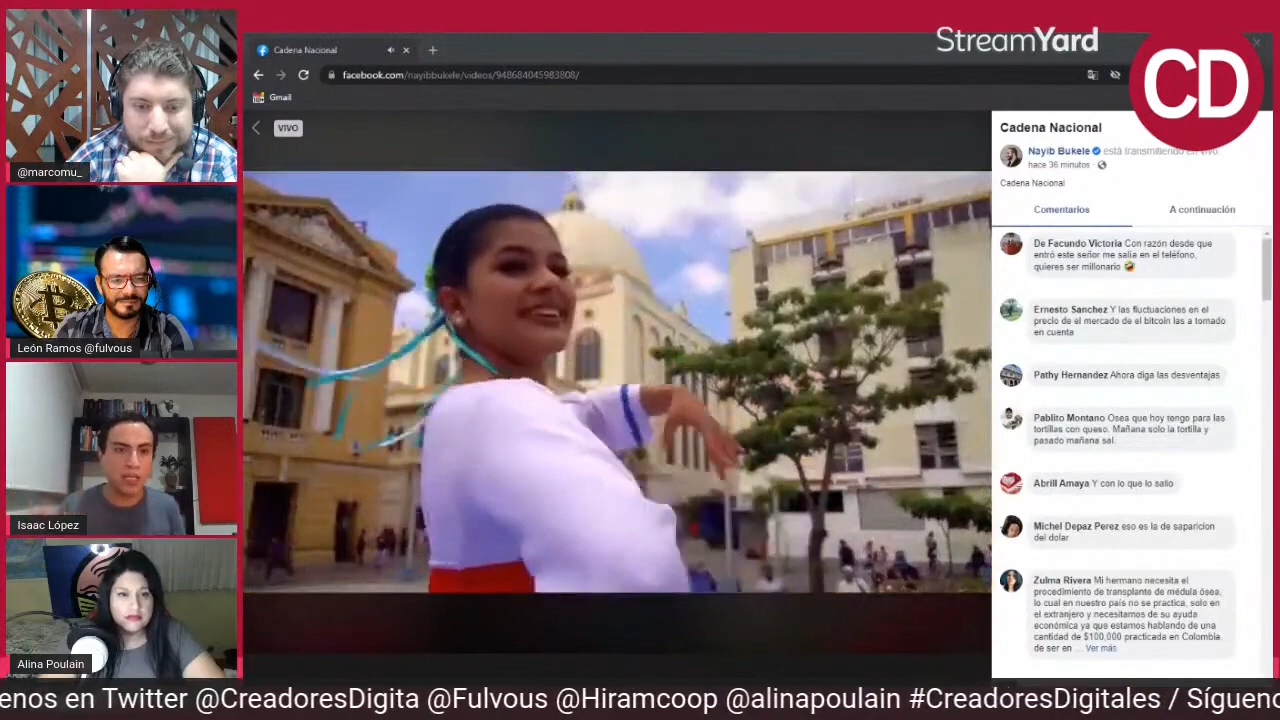 @marcomu_
León Ramos @fulvous
Isaac López
Alina Poulain
Cadena Nacional
facebook.com/nayibbukele/videos/948684045983808/
Gmail
VIVO
StreamYard
CD
Cadena Nacional
Nayib Bukele está transmitiendo en vivo.
hace 36 minutos
Cadena Nacional
Comentarios
A continuación
De Facundo Victoria Con razón desde que
entró este señor me salía en el teléfono,
quieres ser millonario
Ernesto Sanchez Y las fluctuaciones en el
precio de el mercado de el bitcoin las a tomado
en cuenta
Pathy Hernandez Ahora diga las desventajas
Pablito Montano Osea que hoy tengo para las
tortillas con queso. Mañana solo la tortilla y
pasado mañana sal.
Abrill Amaya Y con lo que lo salio
Michel Depaz Perez eso es la de saparicion
del dolar
Zulma Rivera Mi hermano necesita el
procedimiento de transplante de médula ósea,
lo cual en nuestro país no se practica, solo en
el extranjero y necesitamos de su ayuda
económica ya que estamos hablando de una
cantidad de $100,000 practicada en Colombia.
de ser en ... Ver más
enos en Twitter @CreadoresDigita @Fulvous @Hiramcoop @alinapoulain #CreadoresDigitales / Síguenos